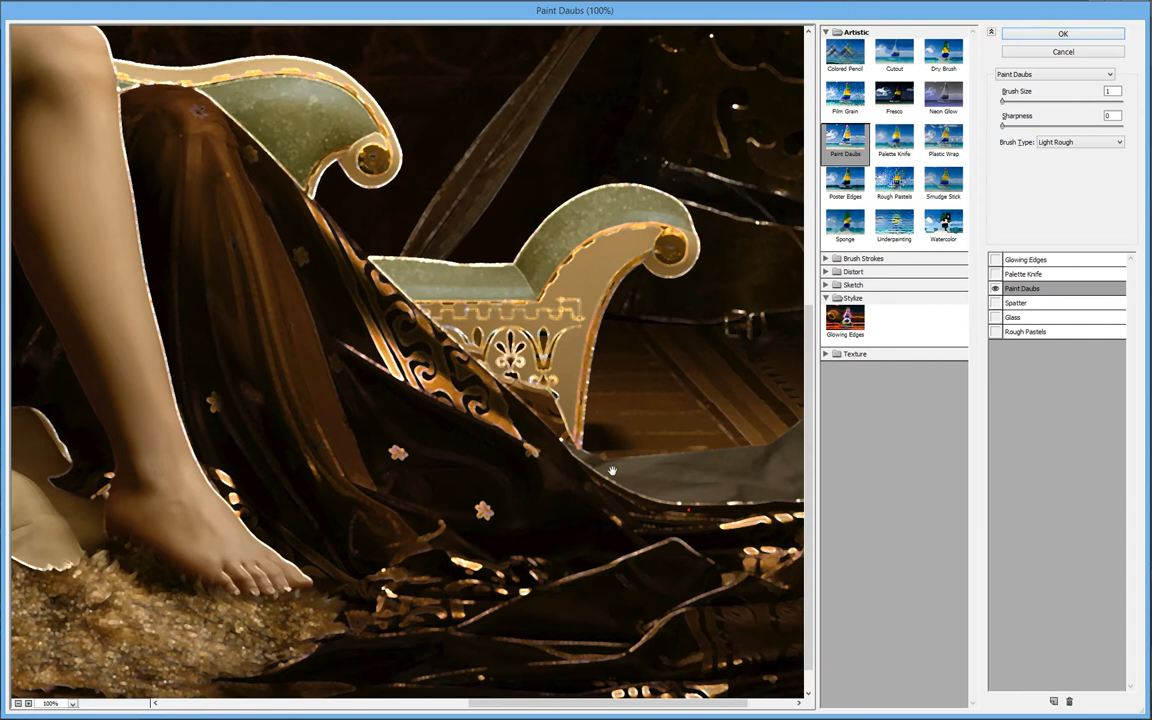 Paint Daubs (100%)
Artistic
Colored Pencil
Cutout
Dry Brush
Film Grain
Fresco
Neon Glow
Paint Daubs
Palette Knife
Plastic Wrap
Poster Edges
Rough Pastels
Smudge Stick
Sponge
Underpainting
Watercolor
Brush Strokes
Distort
Sketch
Stylize
Glowing Edges
Texture
OK
Cancel
Paint Daubs
Brush Size 1
Sharpness 0
Brush Type: Light Rough
Glowing Edges
Palette Knife
Paint Daubs
Spatter
Glass
Rough Pastels
100%